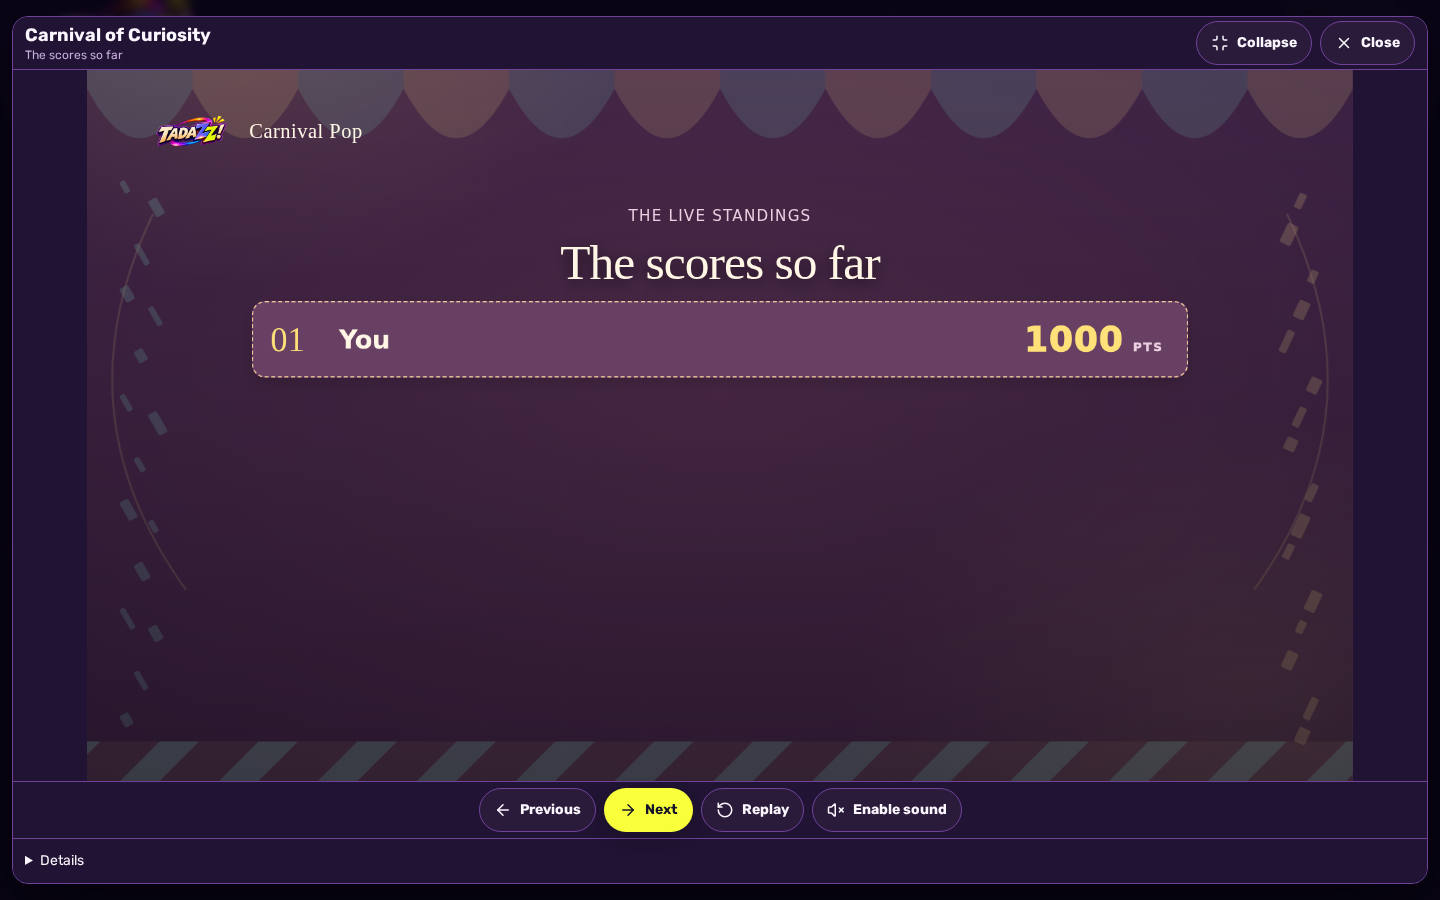 Carnival of Curiosity
The scores so far
Collapse
Close
TADAZZ!
Carnival Pop
THE LIVE STANDINGS
The scores so far
01 You 1000 PTS
Previous
Next
Replay
Enable sound
Details